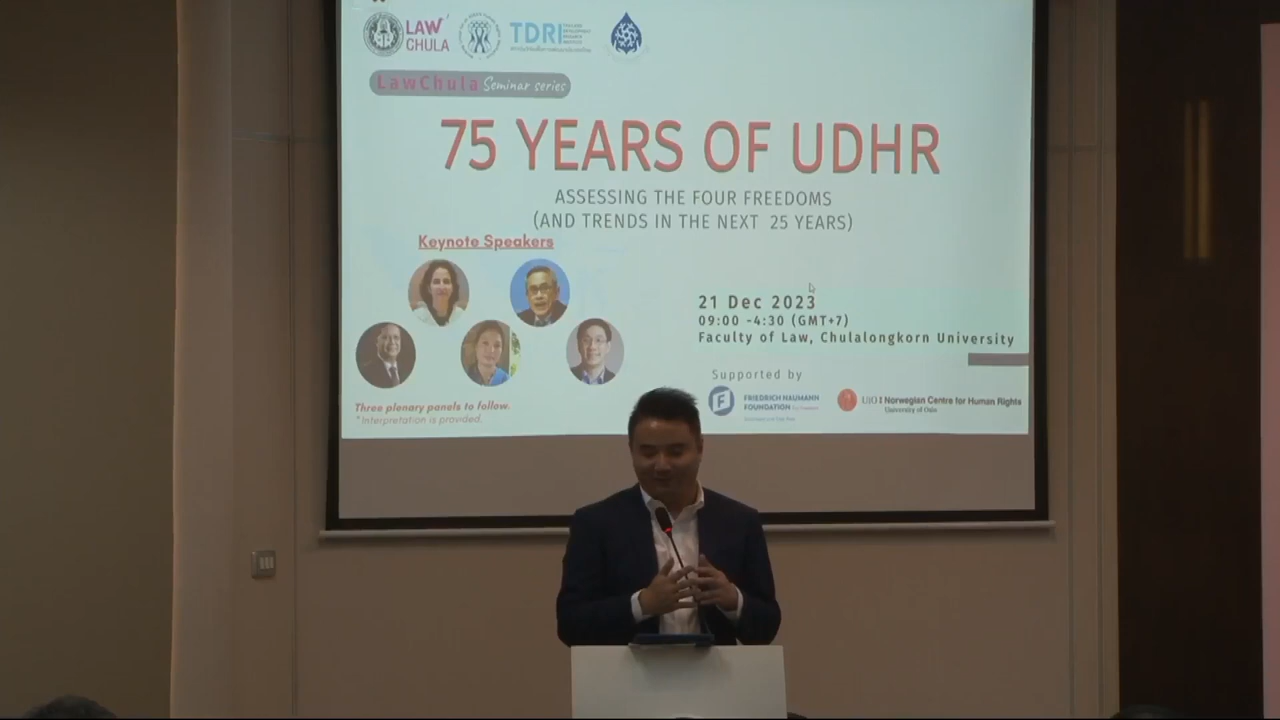 LAW
CHULA
TDRI
LawChula Seminar series
75 YEARS OF UDHR
ASSESSING THE FOUR FREEDOMS
(AND TRENDS IN THE NEXT 25 YEARS)
Keynote Speakers
21 Dec 2023
09:00 -4:30 (GMT+7)
Faculty of Law, Chulalongkorn University
Supported by
FRIEDRICH NAUMANN
FOUNDATION
UiO Norwegian Centre for Human Rights
University of Oslo
Three plenary panels to follow.
*Interpretation is provided.